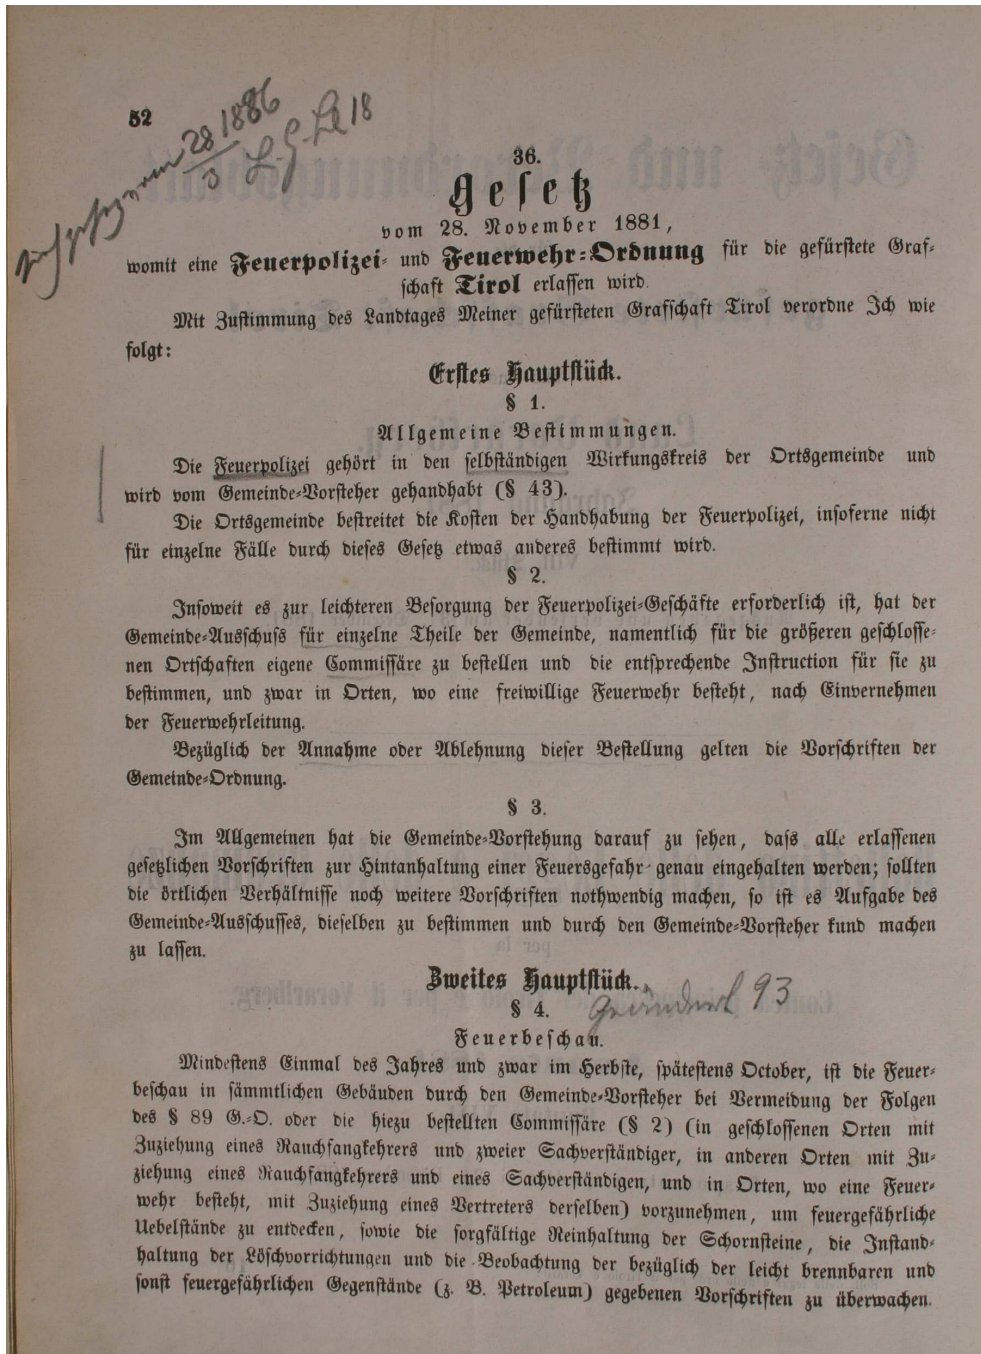 52
28/3 1886 L.G.Bl 18
36.
Gesetz
vom 28. November 1881,
womit eine Feuerpolizei- und Feuerwehr-Ordnung für die gefürstete Graf-
schaft Tirol erlassen wird.
Mit Zustimmung des Landtages Meiner gefürsteten Grafschaft Tirol verordne Ich wie
folgt:
Erstes Hauptstück.
§ 1.
Allgemeine Bestimmungen.
Die Feuerpolizei gehört in den selbständigen Wirkungskreis der Ortsgemeinde und
wird vom Gemeinde-Vorsteher gehandhabt (§ 43).
Die Ortsgemeinde bestreitet die Kosten der Handhabung der Feuerpolizei, insoferne nicht
für einzelne Fälle durch dieses Gesetz etwas anderes bestimmt wird.
§ 2.
Insoweit es zur leichteren Besorgung der Feuerpolizei-Geschäfte erforderlich ist, hat der
Gemeinde-Ausschuss für einzelne Theile der Gemeinde, namentlich für die größeren geschlosse-
nen Ortschaften eigene Commissäre zu bestellen und die entsprechende Instruction für sie zu
bestimmen, und zwar in Orten, wo eine freiwillige Feuerwehr besteht, nach Einvernehmen
der Feuerwehrleitung.
Bezüglich der Annahme oder Ablehnung dieser Bestellung gelten die Vorschriften der
Gemeinde-Ordnung.
§ 3.
Im Allgemeinen hat die Gemeinde-Vorstehung darauf zu sehen, dass alle erlassenen
gesetzlichen Vorschriften zur Hintanhaltung einer Feuersgefahr genau eingehalten werden; sollten
die örtlichen Verhältnisse noch weitere Vorschriften nothwendig machen, so ist es Aufgabe des
Gemeinde-Ausschusses, dieselben zu bestimmen und durch den Gemeinde-Vorsteher kund machen
zu lassen.
Zweites Hauptstück.
§ 4. Geändert 93
Feuerbeschau.
Mindestens Einmal des Jahres und zwar im Herbste, spätestens October, ist die Feuer-
beschau in sämmtlichen Gebäuden durch den Gemeinde-Vorsteher bei Vermeidung der Folgen
des § 89 G.-O. oder die hiezu bestellten Commissäre (§ 2) (in geschlossenen Orten mit
Zuziehung eines Rauchfangkehrers und zweier Sachverständiger, in anderen Orten mit Zu-
ziehung eines Rauchfangkehrers und eines Sachverständigen, und in Orten, wo eine Feuer-
wehr besteht, mit Zuziehung eines Vertreters derselben) vorzunehmen, um feuergefährliche
Uebelstände zu entdecken, sowie die sorgfältige Reinhaltung der Schornsteine, die Instand-
haltung der Löschvorrichtungen und die Beobachtung der bezüglich der leicht brennbaren und
sonst feuergefährlichen Gegenstände (z. B. Petroleum) gegebenen Vorschriften zu überwachen.